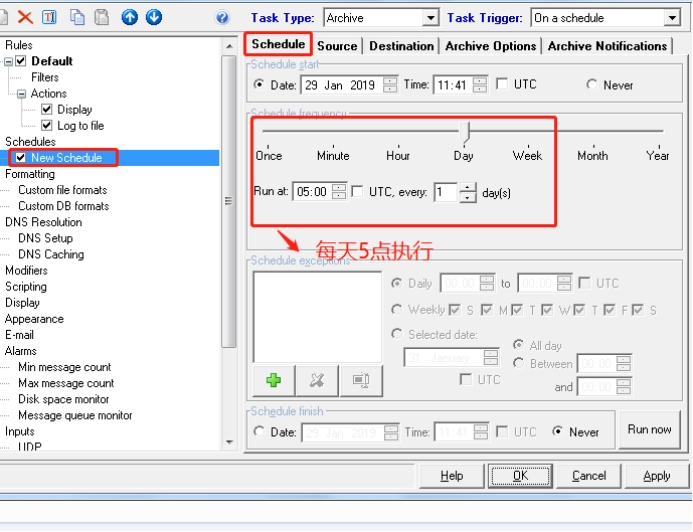 Task Type: Archive Task Trigger: On a schedule
Rules
Default
Filters
Actions
Display
Log to file
Schedules
New Schedule
Formatting
Custom file formats
Custom DB formats
DNS Resolution
DNS Setup
DNS Caching
Modifiers
Scripting
Display
Appearance
E-mail
Alarms
Min message count
Max message count
Disk space monitor
Message queue monitor
Inputs
UDP
Schedule Source Destination Archive Options Archive Notifications
Schedule start
Date: 29 Jan 2019 Time: 11:41 UTC Never
Schedule frequency
Once Minute Hour Day Week Month Year
Run at: 05:00 UTC, every: 1 day(s)
每天5点执行
Schedule exceptions
Daily 00:00 to 00:00 UTC
Weekly S M T W T F S
Selected date:
31 January
UTC
All day
Between 00:00
and 00:00
Schedule finish
Date: 29 Jan 2019 Time: 11:41 UTC Never
Run now
Help OK Cancel Apply